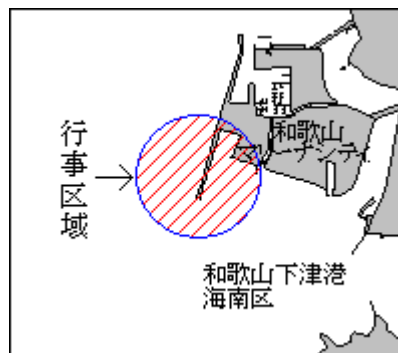 行事区域
和歌山
マリーナシティ
和歌山下津港
海南区